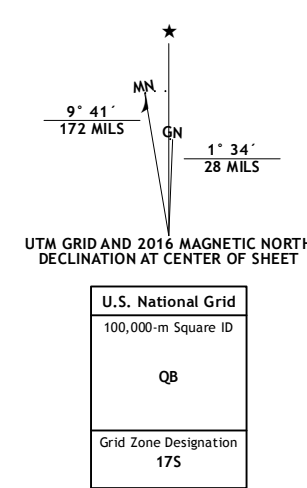 ★
MN
9° 41´
172 MILS
GN
1° 34´
28 MILS
UTM GRID AND 2016 MAGNETIC NORTH
DECLINATION AT CENTER OF SHEET
U.S. National Grid
100,000-m Square ID
QB
Grid Zone Designation
17S